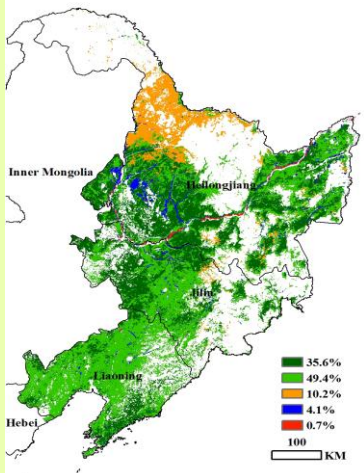 Inner Mongolia
Heilongjiang
Jilin
Liaoning
Hebei
35.6%
49.4%
10.2%
4.1%
0.7%
100
KM